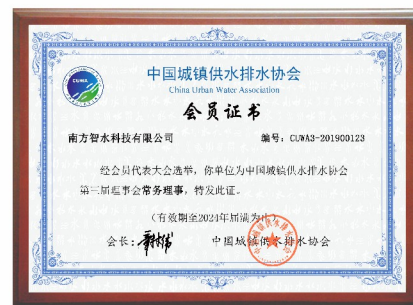 CUWA
中国城镇供水排水协会
China Urban Water Association
会员证书
南方智水科技有限公司
编号：CUWA3-201900123
经会员代表大会选举，你单位为中国城镇供水排水协会
第三届理事会常务理事，特发此证。
（有效期至2024年届满为止）
会长：
中国城镇供水排水协会